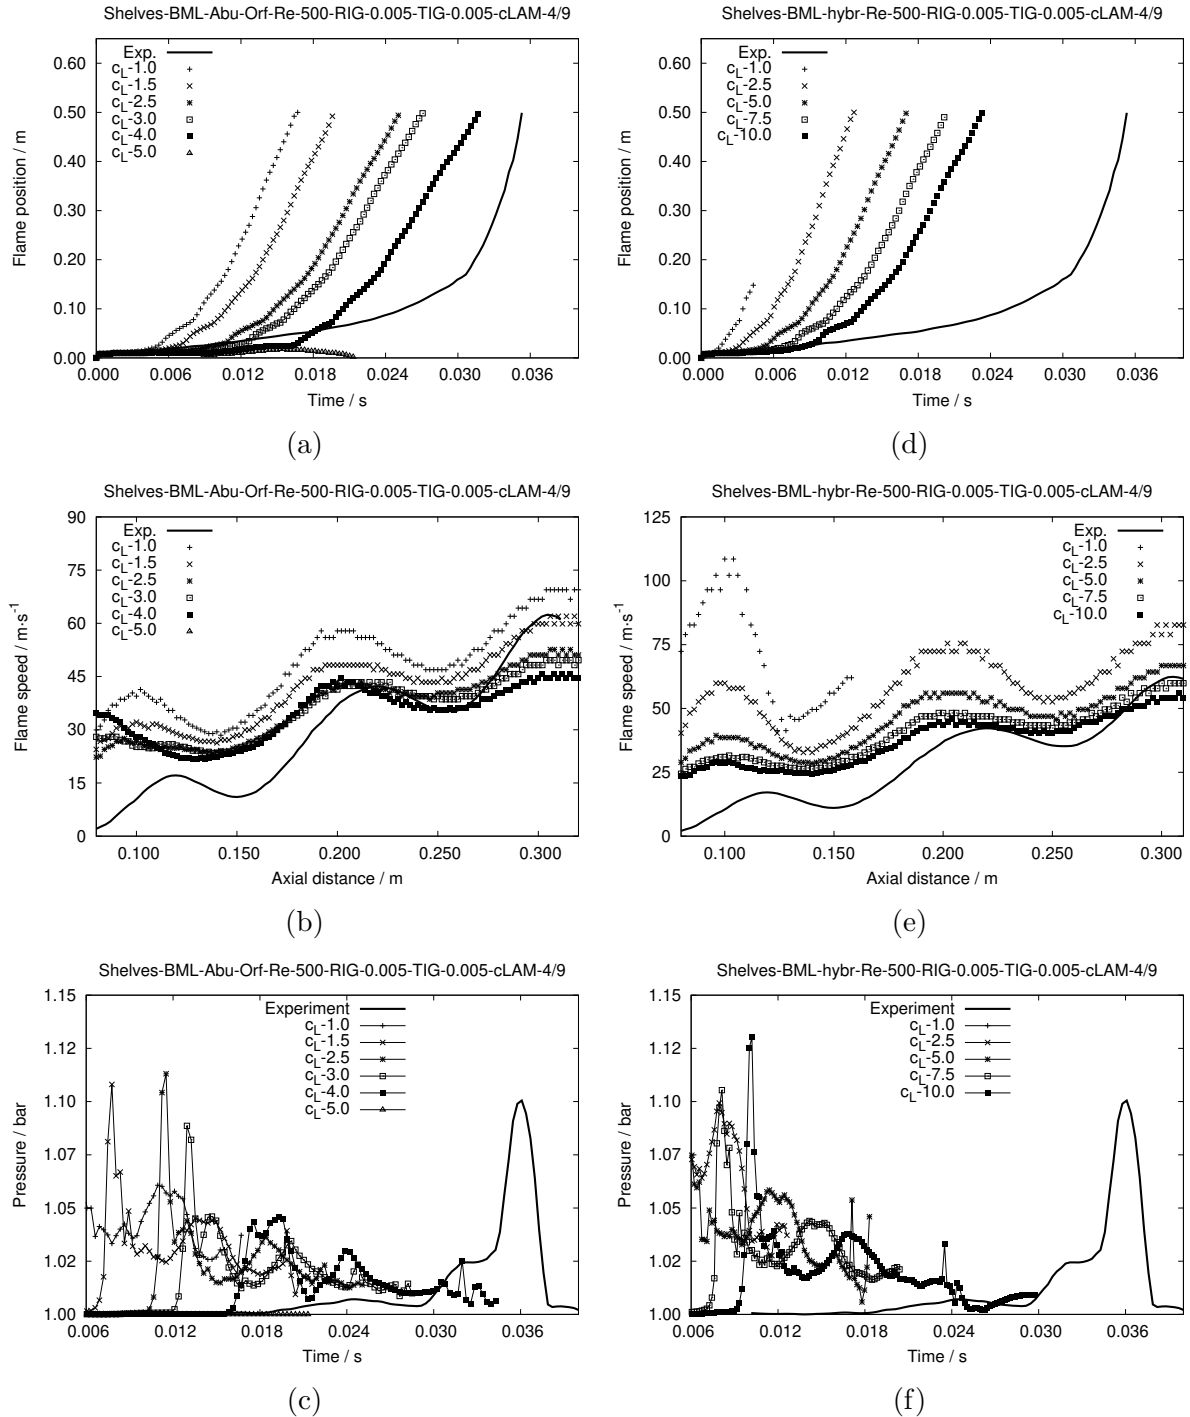 Shelves-BML-Abu-Orf-Re-500-RIG-0.005-TIG-0.005-cLAM-4/9
Exp.
cL-1.0
cL-1.5
cL-2.5
cL-3.0
cL-4.0
cL-5.0
0.60
0.50
0.40
0.30
0.20
0.10
0.00
Flame position / m
0.000 0.006 0.012 0.018 0.024 0.030 0.036
Time / s
(a)
Shelves-BML-hybr-Re-500-RIG-0.005-TIG-0.005-cLAM-4/9
Exp.
cL-1.0
cL-2.5
cL-5.0
cL-7.5
cL-10.0
0.60
0.50
0.40
0.30
0.20
0.10
0.00
Flame position / m
0.000 0.006 0.012 0.018 0.024 0.030 0.036
Time / s
(d)
Shelves-BML-Abu-Orf-Re-500-RIG-0.005-TIG-0.005-cLAM-4/9
Exp.
cL-1.0
cL-1.5
cL-2.5
cL-3.0
cL-4.0
cL-5.0
90
75
60
45
30
15
0
Flame speed / m·s-1
0.100 0.150 0.200 0.250 0.300
Axial distance / m
(b)
Shelves-BML-hybr-Re-500-RIG-0.005-TIG-0.005-cLAM-4/9
Exp.
cL-1.0
cL-2.5
cL-5.0
cL-7.5
cL-10.0
125
100
75
50
25
0
Flame speed / m·s-1
0.100 0.150 0.200 0.250 0.300
Axial distance / m
(e)
Shelves-BML-Abu-Orf-Re-500-RIG-0.005-TIG-0.005-cLAM-4/9
Experiment
cL-1.0
cL-1.5
cL-2.5
cL-3.0
cL-4.0
cL-5.0
1.15
1.12
1.10
1.07
1.05
1.02
1.00
Pressure / bar
0.006 0.012 0.018 0.024 0.030 0.036
Time / s
(c)
Shelves-BML-hybr-Re-500-RIG-0.005-TIG-0.005-cLAM-4/9
Experiment
cL-1.0
cL-2.5
cL-5.0
cL-7.5
cL-10.0
1.15
1.12
1.10
1.07
1.05
1.02
1.00
Pressure / bar
0.006 0.012 0.018 0.024 0.030 0.036
Time / s
(f)